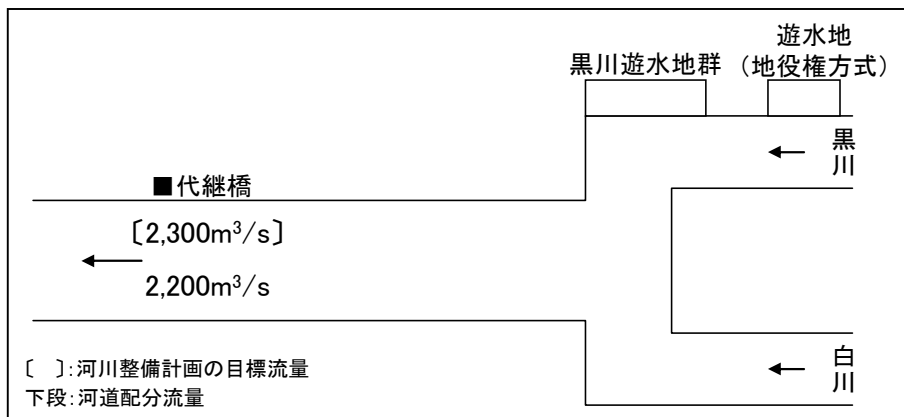 遊水地
黒川遊水地群
（地役権方式）
黒川
■代継橋
〔2,300m³/s〕
2,200m³/s
白川
〔　〕：河川整備計画の目標流量
下段：河道配分流量